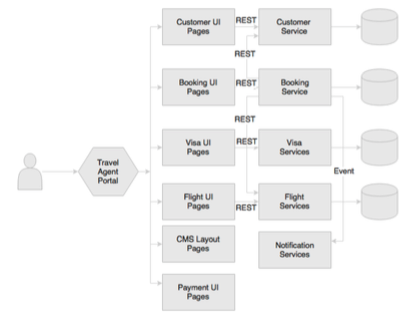 Customer UI
Pages
REST
Customer
Service
REST
Booking UI
Pages
REST
Booking
Service
REST
Travel
Agent
Portal
Visa UI
Pages
REST
Visa
Services
Event
Flight UI
Pages
REST
Flight
Services
CMS Layout
Pages
Notification
Services
Payment UI
Pages